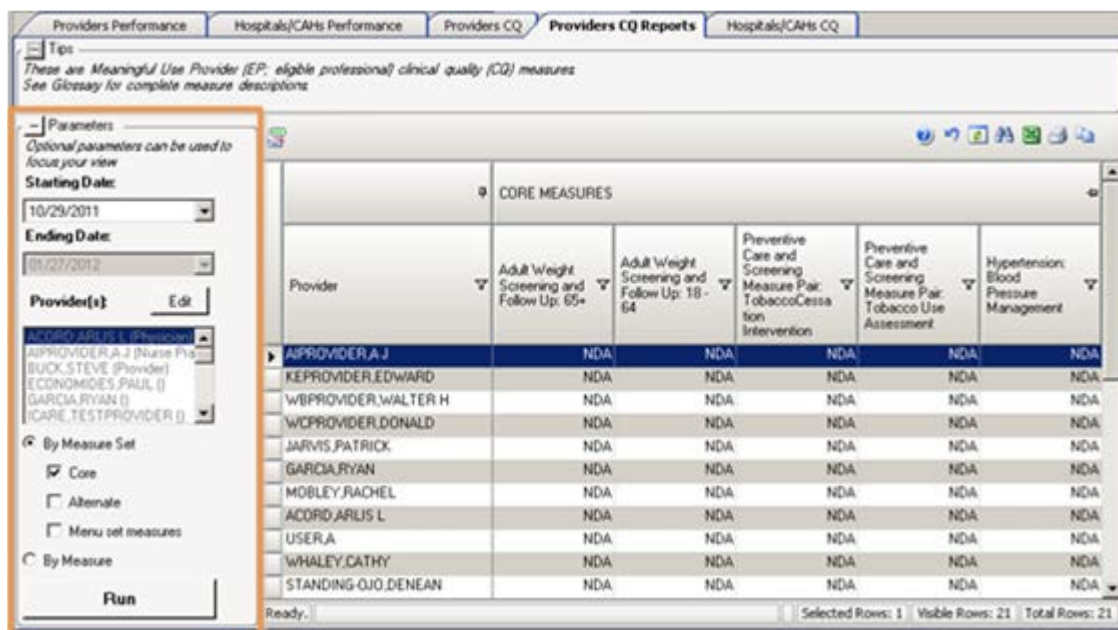 Providers Performance Hospitals/CAHs Performance Providers CQ Providers CQ Reports Hospitals/CAHs CQ
Tips
These are Meaningful Use Provider (EP; eligible professional) clinical quality (CQ) measures
See Glossary for complete measure descriptions
Parameters
Optional parameters can be used to
focus your view
Starting Date:
10/29/2011
Ending Date:
01/27/2012
Provider(s): Edit
ACORD,ARLIS L (Physician)
AIPROVIDER,A J (Nurse Pra
BUCK,STEVE (Provider)
ECONOMIDES,PAUL ()
GARCIA,RYAN ()
ICARE,TESTPROVIDER ()
By Measure Set
Core
Alternate
Menu set measures
By Measure
Run
CORE MEASURES
Provider
Adult Weight
Screening and
Follow Up: 65+
Adult Weight
Screening and
Follow Up: 18 -
64
Preventive
Care and
Screening
Measure Pair:
TobaccoCessa
tion
Intervention
Preventive
Care and
Screening
Measure Pair:
Tobacco Use
Assessment
Hypertension:
Blood
Pressure
Management
AIPROVIDER,A J NDA NDA NDA NDA NDA
KEPROVIDER,EDWARD NDA NDA NDA NDA NDA
WBPROVIDER,WALTER H NDA NDA NDA NDA NDA
WCPROVIDER,DONALD NDA NDA NDA NDA NDA
JARVIS,PATRICK NDA NDA NDA NDA NDA
GARCIA,RYAN NDA NDA NDA NDA NDA
MOBLEY,RACHEL NDA NDA NDA NDA NDA
ACORD,ARLIS L NDA NDA NDA NDA NDA
USER,A NDA NDA NDA NDA NDA
WHALEY,CATHY NDA NDA NDA NDA NDA
STANDING-OJO,DENEAN NDA NDA NDA NDA NDA
Ready. Selected Rows: 1 Visible Rows: 21 Total Rows: 21